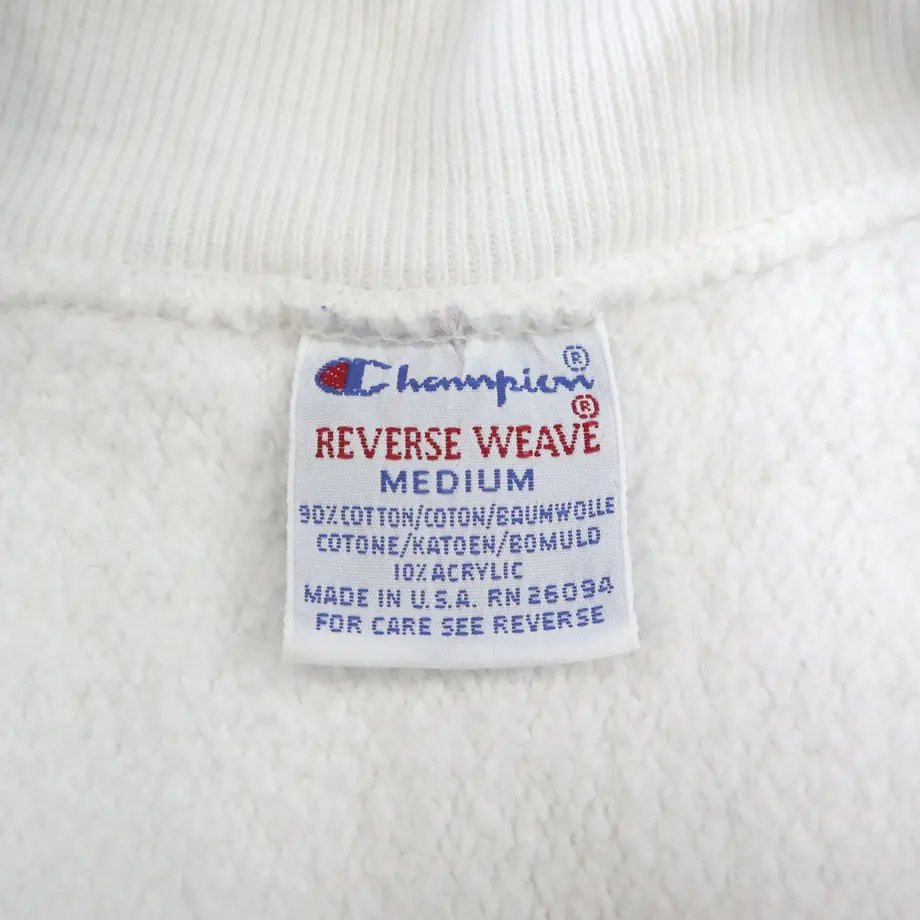 Champion®
REVERSE WEAVE®
MEDIUM
90% COTTON/COTON/BAUMWOLLE
COTONE/KATOEN/BOMULD
10% ACRYLIC
MADE IN U.S.A. RN 26094
FOR CARE SEE REVERSE